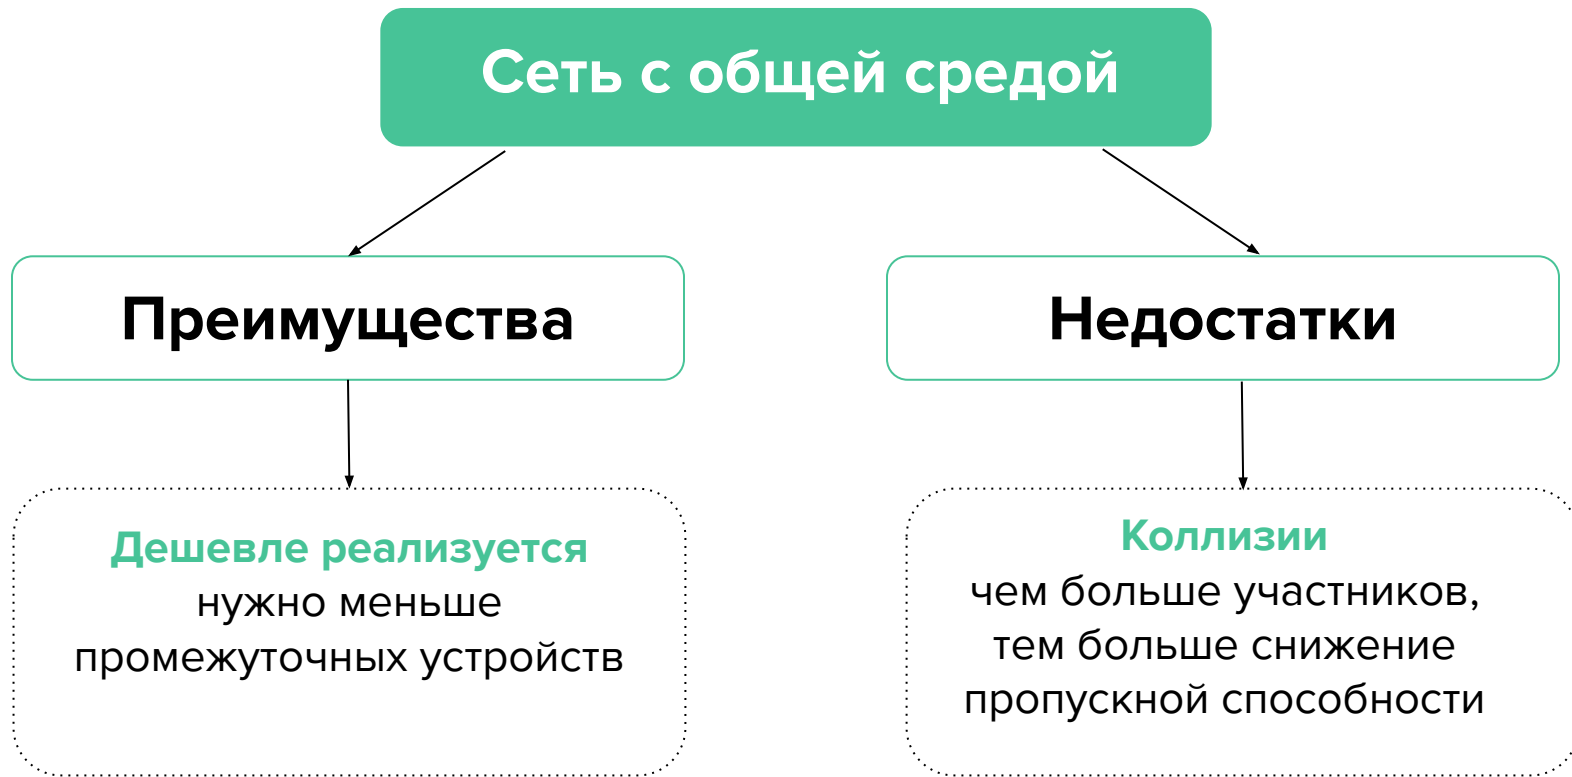 Сеть с общей средой
Преимущества
Недостатки
Дешевле реализуется
нужно меньше
промежуточных устройств
Коллизии
чем больше участников,
тем больше снижение
пропускной способности